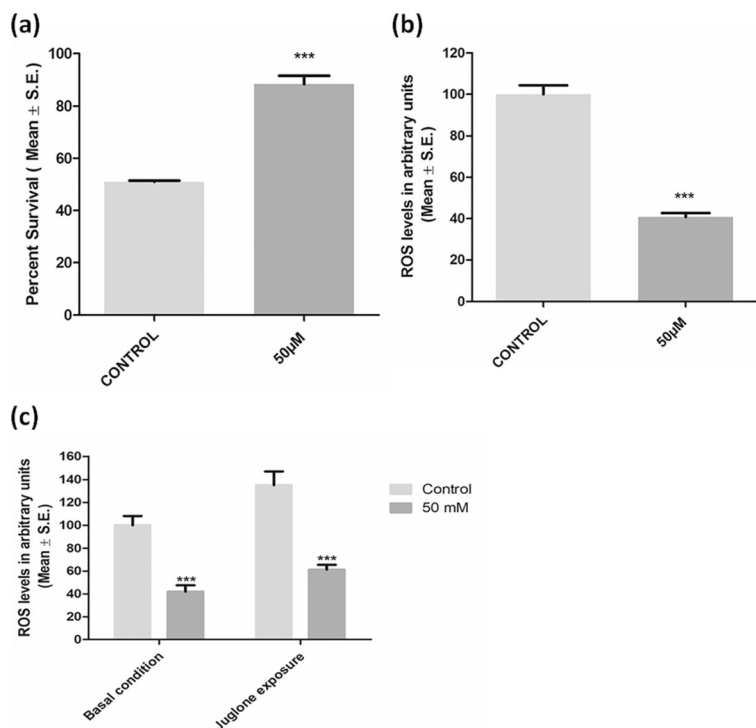 (a)
Percent Survival ( Mean ± S.E.)
100
80
60
40
20
0
***
CONTROL
50µM
(b)
ROS levels in arbitrary units
(Mean ± S.E.)
120
100
80
60
40
20
0
***
CONTROL
50µM
(c)
ROS levels in arbitrary units
(Mean ± S.E.)
160
140
120
100
80
60
40
20
0
***
***
Basal condition
Juglone exposure
Control
50 mM